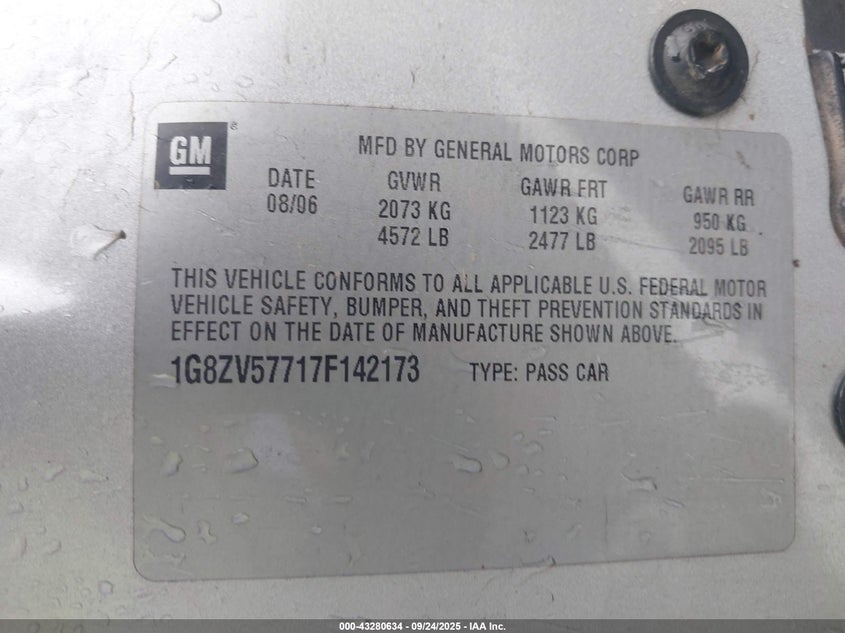 GM
MFD BY GENERAL MOTORS CORP
DATE GVWR GAWR FRT GAWR RR
08/06 2073 KG 1123 KG 950 KG
4572 LB 2477 LB 2095 LB
THIS VEHICLE CONFORMS TO ALL APPLICABLE U.S. FEDERAL MOTOR
VEHICLE SAFETY, BUMPER, AND THEFT PREVENTION STANDARDS IN
EFFECT ON THE DATE OF MANUFACTURE SHOWN ABOVE.
1G8ZV57717F142173 TYPE: PASS CAR
000-43280634 - 09/24/2025 - IAA Inc.